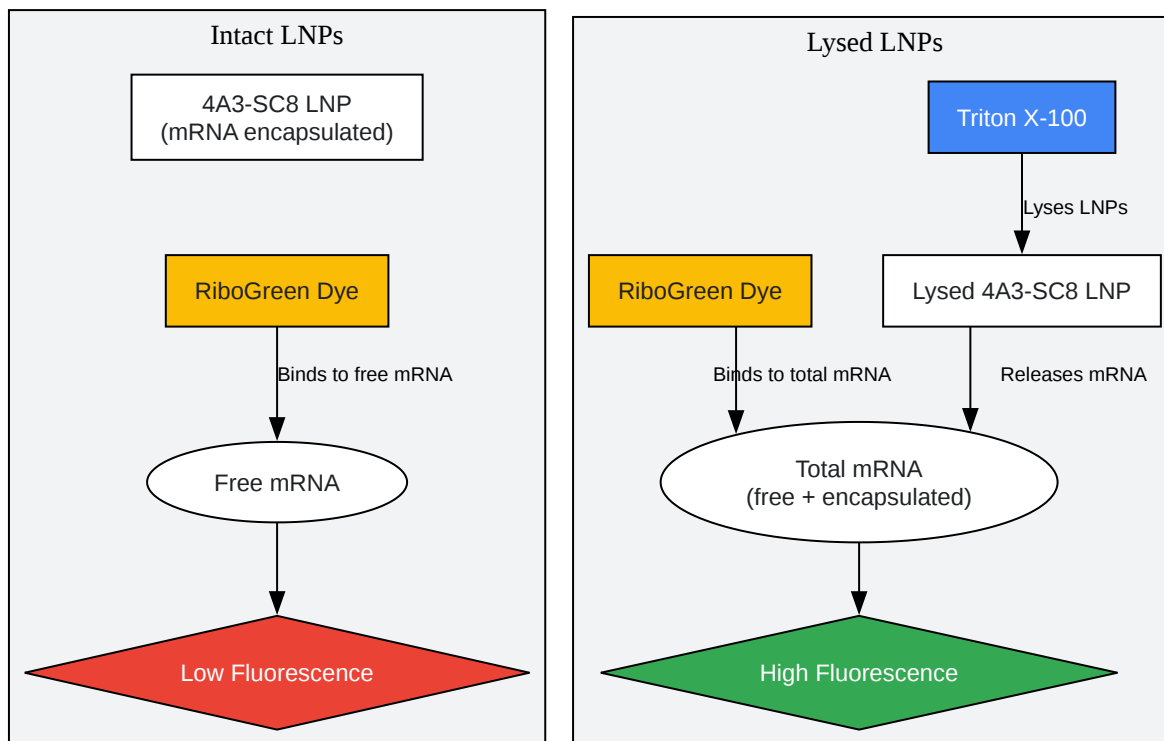 Intact LNPs
4A3-SC8 LNP
(mRNA encapsulated)
RiboGreen Dye
Binds to free mRNA
Free mRNA
Low Fluorescence
Lysed LNPs
Triton X-100
Lyses LNPs
RiboGreen Dye
Lysed 4A3-SC8 LNP
Binds to total mRNA
Releases mRNA
Total mRNA
(free + encapsulated)
High Fluorescence